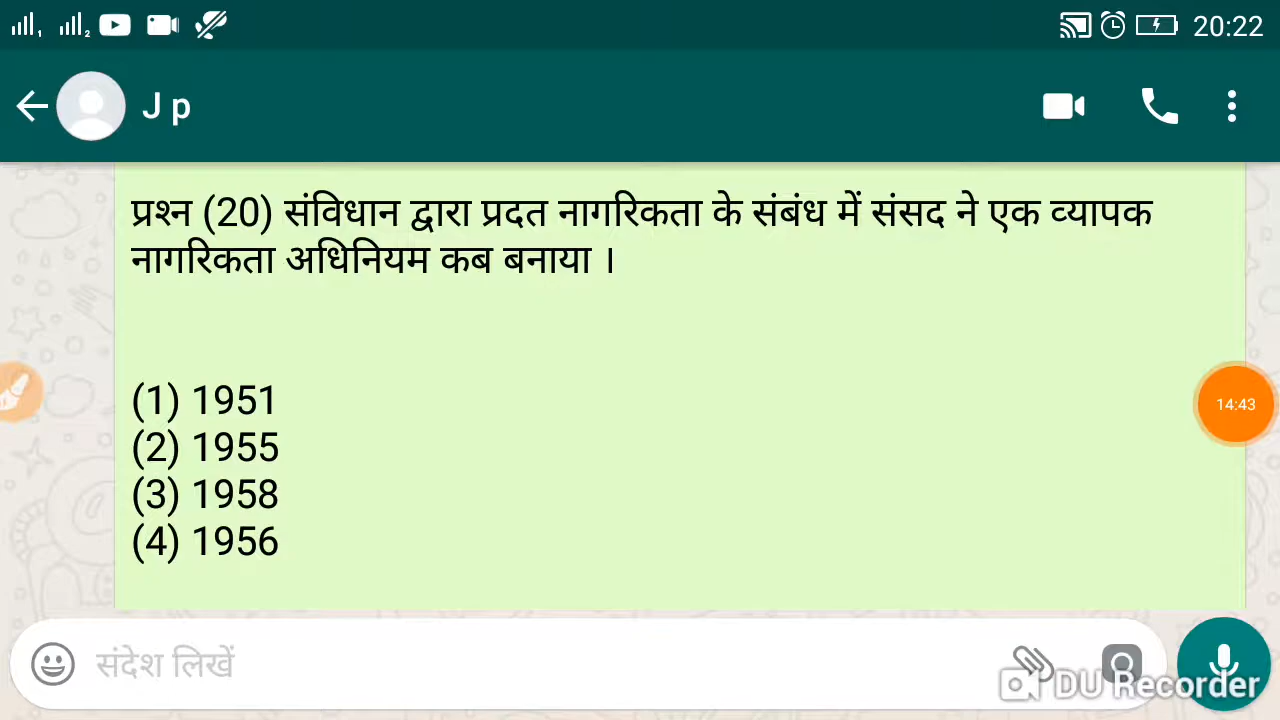 20:22
J p
प्रश्न (20) संविधान द्वारा प्रदत नागरिकता के संबंध में संसद ने एक व्यापक
नागरिकता अधिनियम कब बनाया ।
(1) 1951
(2) 1955
(3) 1958
(4) 1956
14:43
संदेश लिखें
DU Recorder